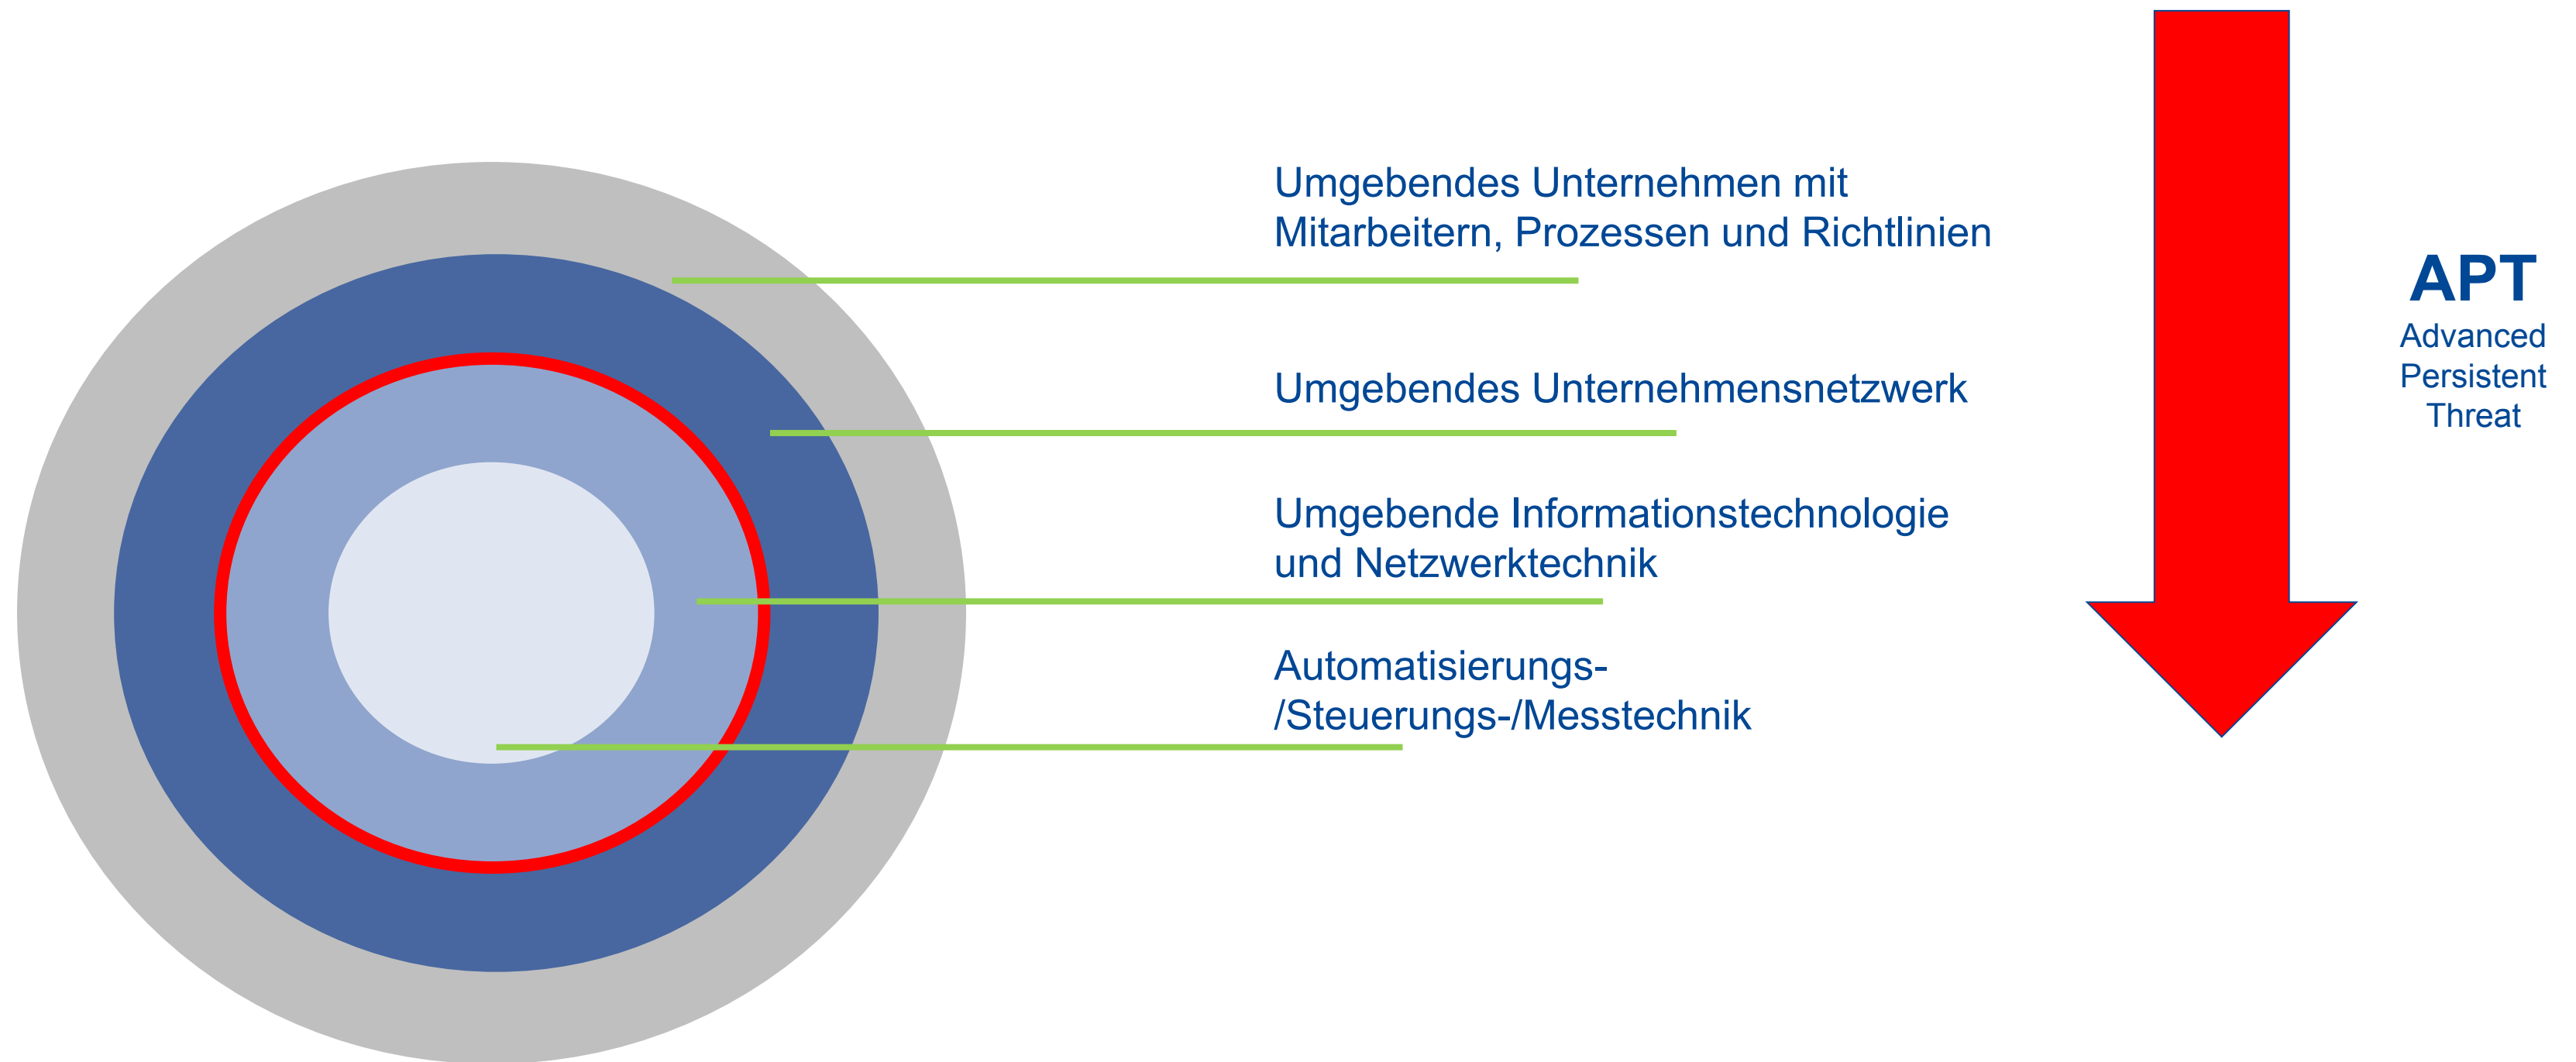 Umgebendes Unternehmen mit
Mitarbeitern, Prozessen und Richtlinien
Umgebendes Unternehmensnetzwerk
Umgebende Informationstechnologie
und Netzwerktechnik
Automatisierungs-
/Steuerungs-/Messtechnik
APT
Advanced
Persistent
Threat